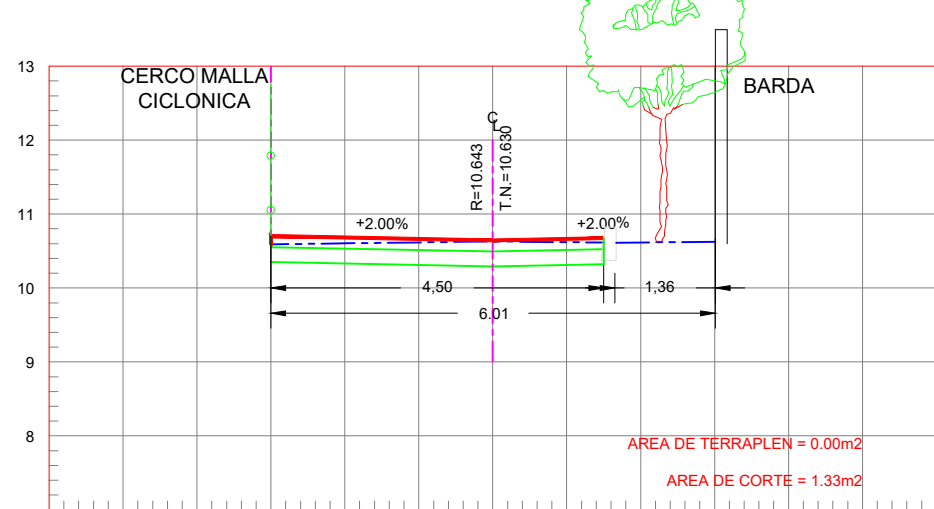 13
CERCO MALLA
CICLONICA
BARDA
12
CL
R=10.643
T.N.=10.630
11
+2.00%
+2.00%
10
4,50
1,36
6.01
9
8
AREA DE TERRAPLEN = 0.00m2
AREA DE CORTE = 1.33m2